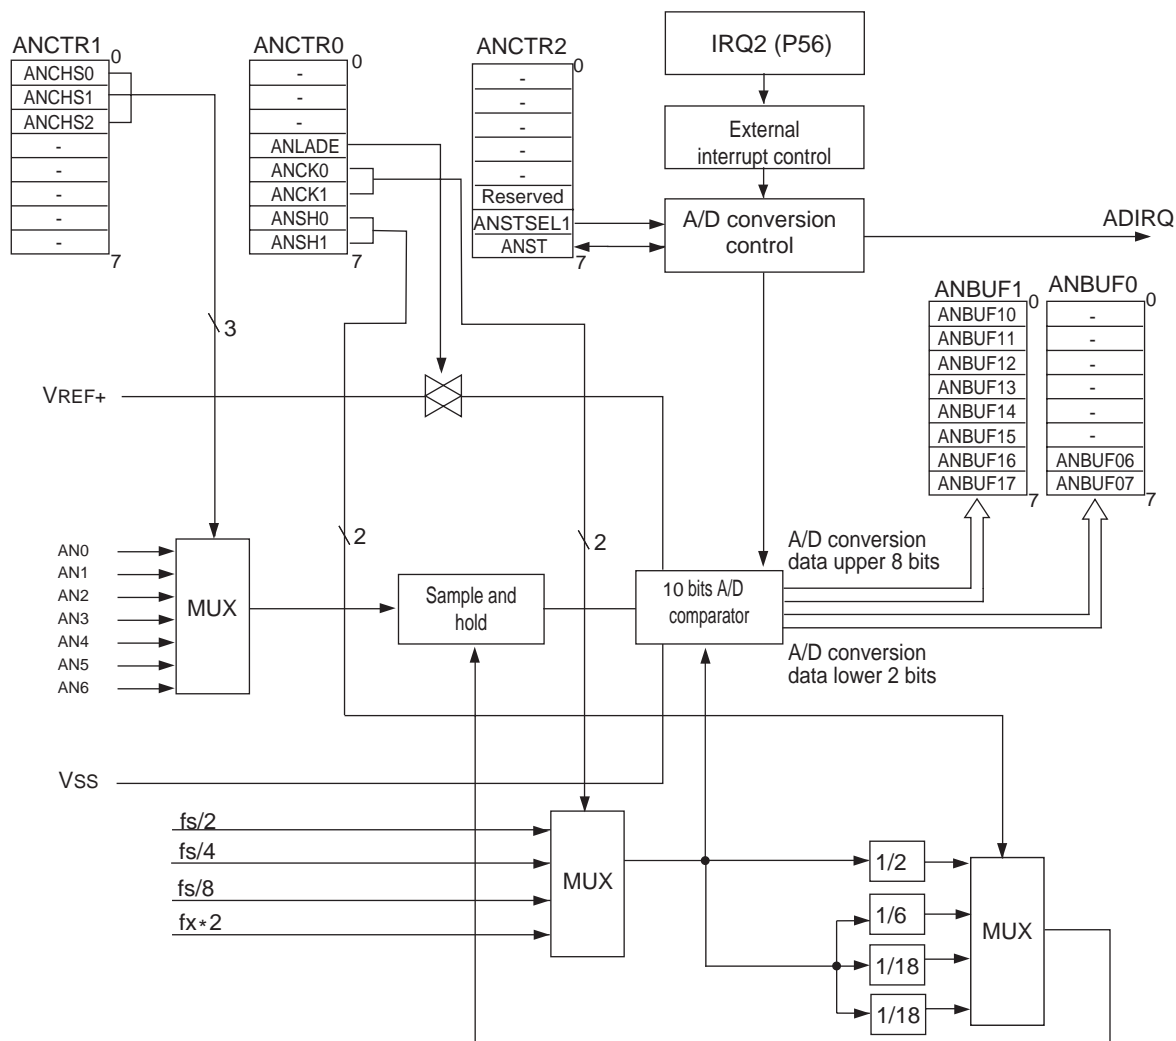 ANCTR1
0
ANCHS0
ANCHS1
ANCHS2
-
-
-
-
-
7
ANCTR0
0
-
-
-
ANLADE
ANCK0
ANCK1
ANSH0
ANSH1
7
ANCTR2
0
-
-
-
-
-
Reserved
ANSTSEL1
ANST
7
IRQ2 (P56)
External
interrupt control
A/D conversion
control
ADIRQ
ANBUF1
0
ANBUF10
ANBUF11
ANBUF12
ANBUF13
ANBUF14
ANBUF15
ANBUF16
ANBUF17
7
ANBUF0
0
-
-
-
-
-
-
ANBUF06
ANBUF07
7
3
VREF+
2
2
A/D conversion
data upper 8 bits
AN0
AN1
AN2
AN3
AN4
AN5
AN6
MUX
Sample and
hold
10 bits A/D
comparator
A/D conversion
data lower 2 bits
VSS
fs/2
fs/4
fs/8
fx*2
MUX
1/2
1/6
1/18
1/18
MUX